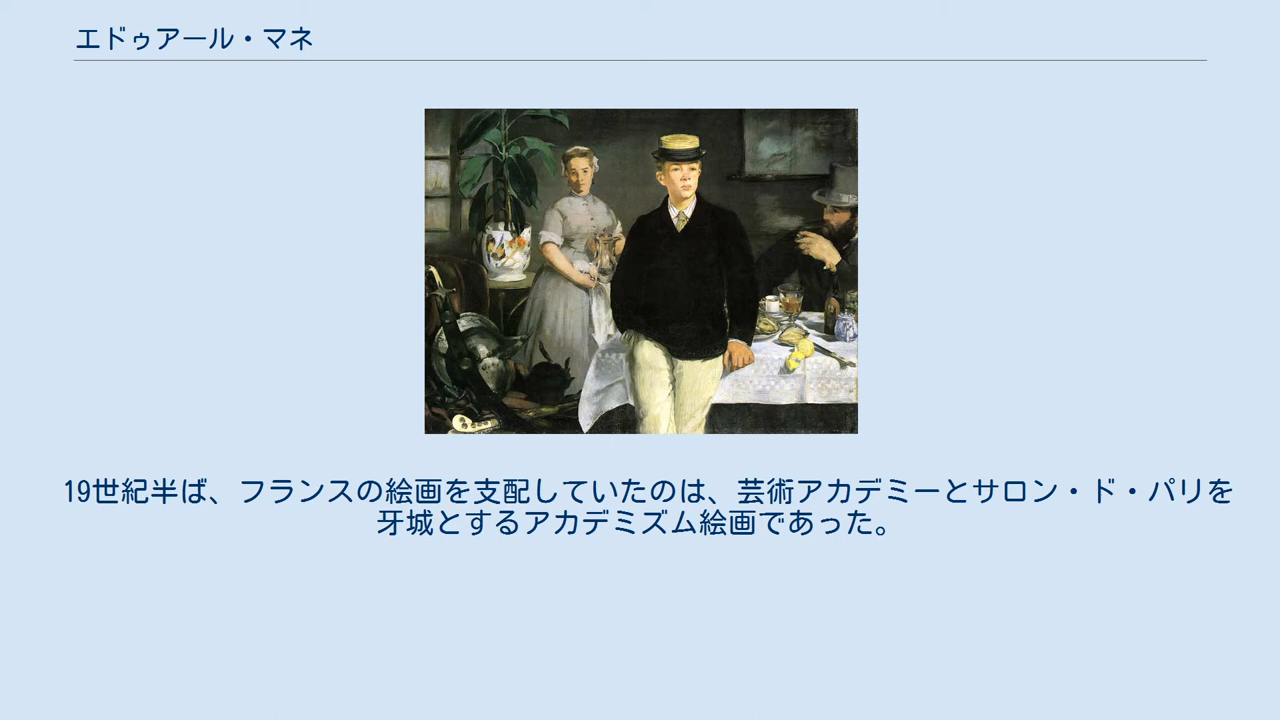 エドゥアール・マネ
19世紀半ば、フランスの絵画を支配していたのは、芸術アカデミーとサロン・ド・パリを
牙城とするアカデミズム絵画であった。